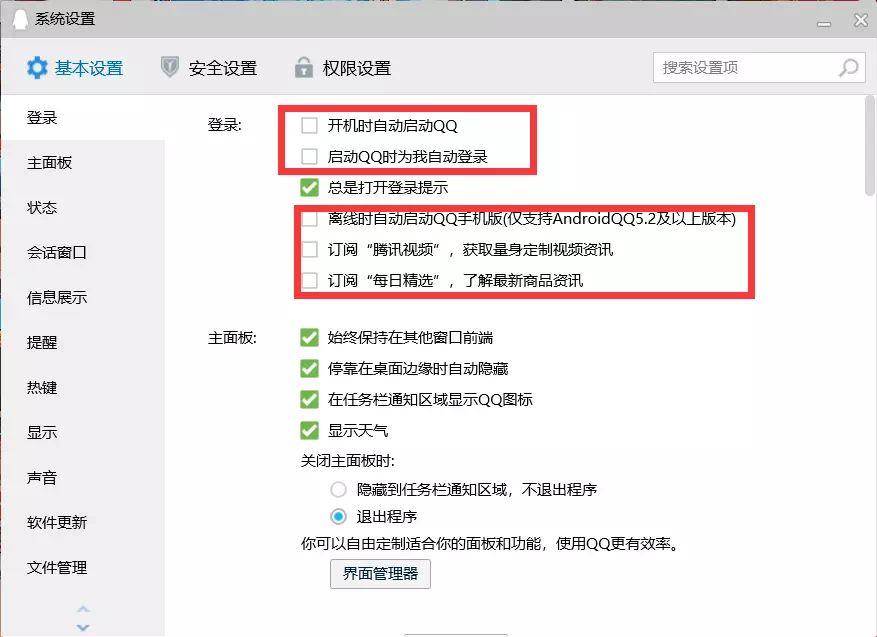 系统设置
基本设置
安全设置
权限设置
搜索设置项
登录
主面板
状态
会话窗口
信息展示
提醒
热键
显示
声音
软件更新
文件管理
登录:
开机时自动启动QQ
启动QQ时为我自动登录
总是打开登录提示
离线时自动启动QQ手机版(仅支持AndroidQQ5.2及以上版本)
订阅“腾讯视频”，获取量身定制视频资讯
订阅“每日精选”，了解最新商品资讯
主面板:
始终保持在其他窗口前端
停靠在桌面边缘时自动隐藏
在任务栏通知区域显示QQ图标
显示天气
关闭主面板时:
隐藏到任务栏通知区域，不退出程序
退出程序
你可以自由定制适合你的面板和功能，使用QQ更有效率。
界面管理器